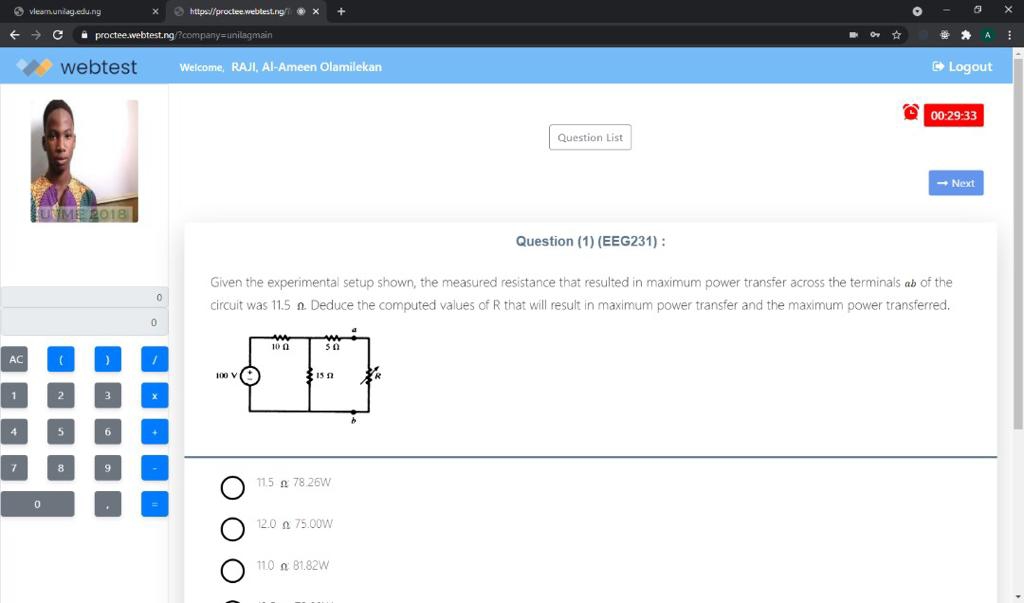 vlearn.unilag.edu.ng
https://proctee.webtest.ng/
proctee.webtest.ng/?company=unilagmain
A
webtest
Welcome, RAJI, Al-Ameen Olamilekan
Logout
UTME 2018
00:29:33
Question List
→ Next
0
0
AC ( ) /
1 2 3 x
4 5 6 +
7 8 9 -
0 , =
Question (1) (EEG231) :
Given the experimental setup shown, the measured resistance that resulted in maximum power transfer across the terminals ab of the
circuit was 11.5 Ω. Deduce the computed values of R that will result in maximum power transfer and the maximum power transferred.
a
10 Ω 5 Ω
100 V + − 15 Ω R
b
11.5 Ω: 78.26W
12.0 Ω: 75.00W
11.0 Ω: 81.82W